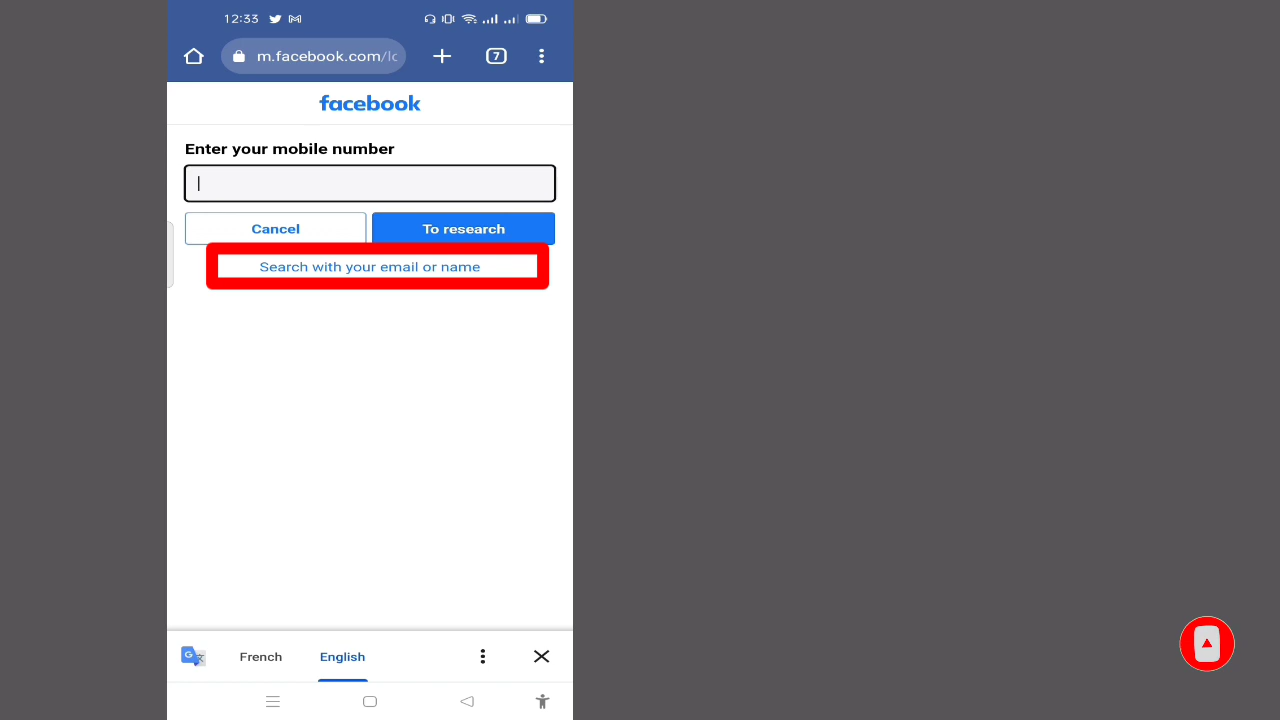 12:33
m.facebook.com/lc
7
facebook
Enter your mobile number
Cancel
To research
Search with your email or name
French
English